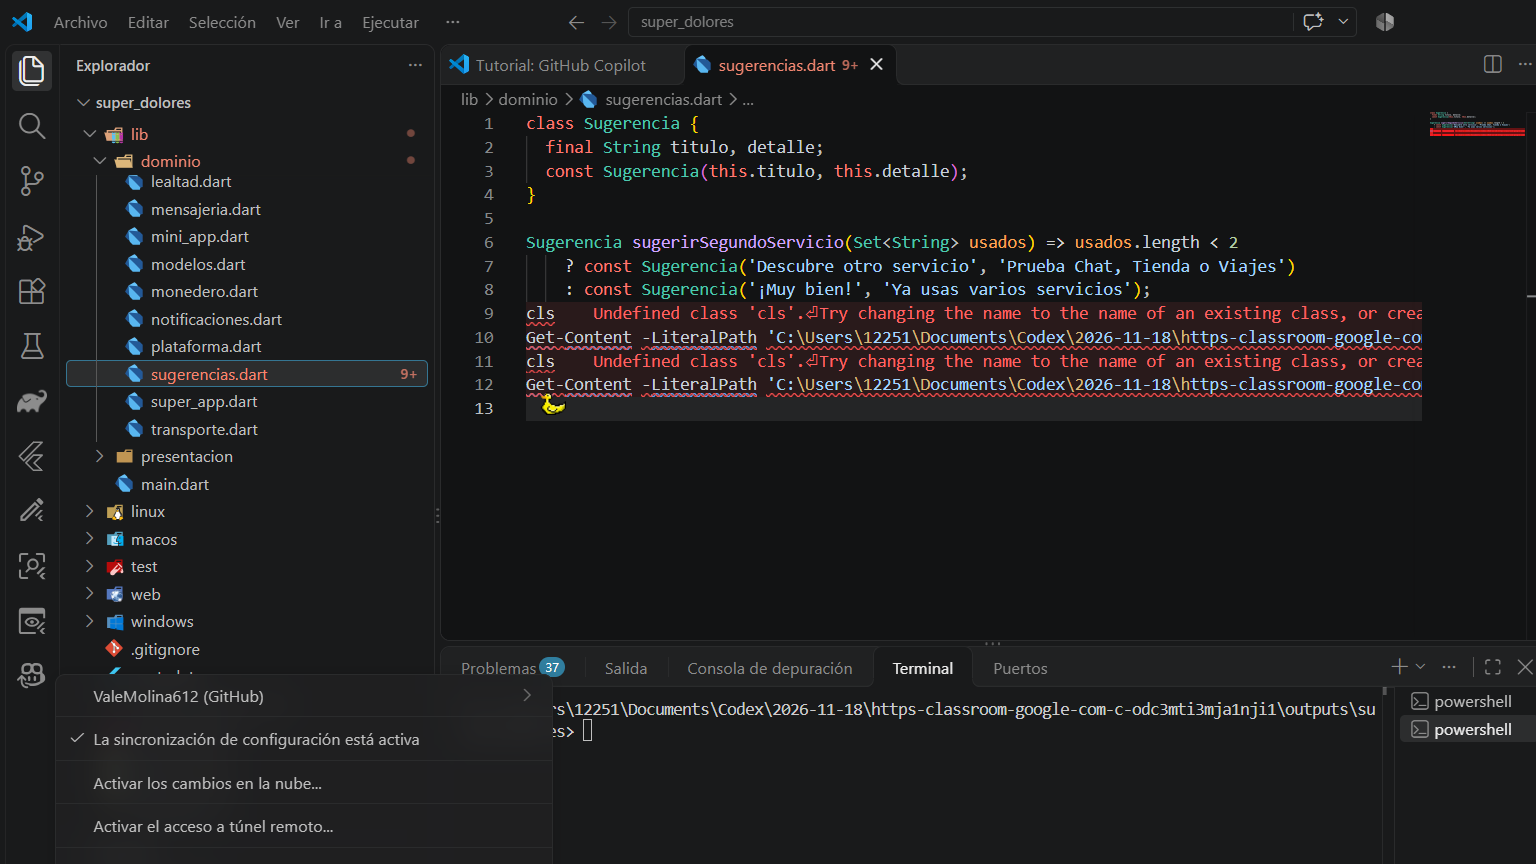 Archivo Editar Selección Ver Ir a Ejecutar ··· super_dolores
Explorador ···
super_dolores
lib
dominio
lealtad.dart
mensajeria.dart
mini_app.dart
modelos.dart
monedero.dart
notificaciones.dart
plataforma.dart
sugerencias.dart 9+
super_app.dart
transporte.dart
presentacion
main.dart
linux
macos
test
web
windows
.gitignore
Tutorial: GitHub Copilot
sugerencias.dart 9+
lib > dominio > sugerencias.dart > ...
1 class Sugerencia {
2 final String titulo, detalle;
3 const Sugerencia(this.titulo, this.detalle);
4 }
5
6 Sugerencia sugerirSegundoServicio(Set<String> usados) => usados.length < 2
7 ? const Sugerencia('Descubre otro servicio', 'Prueba Chat, Tienda o Viajes')
8 : const Sugerencia('¡Muy bien!', 'Ya usas varios servicios');
9 cls Undefined class 'cls'.⏎Try changing the name to the name of an existing class, or crea
10 Get-Content -LiteralPath 'C:\Users\12251\Documents\Codex\2026-11-18\https-classroom-google-co
11 cls Undefined class 'cls'.⏎Try changing the name to the name of an existing class, or crea
12 Get-Content -LiteralPath 'C:\Users\12251\Documents\Codex\2026-11-18\https-classroom-google-co
13
Problemas 37 Salida Consola de depuración Terminal Puertos
rs\12251\Documents\Codex\2026-11-18\https-classroom-google-com-c-odc3mti3mja1nji1\outputs\su
es>
powershell
powershell
ValeMolina612 (GitHub)
La sincronización de configuración está activa
Activar los cambios en la nube...
Activar el acceso a túnel remoto...